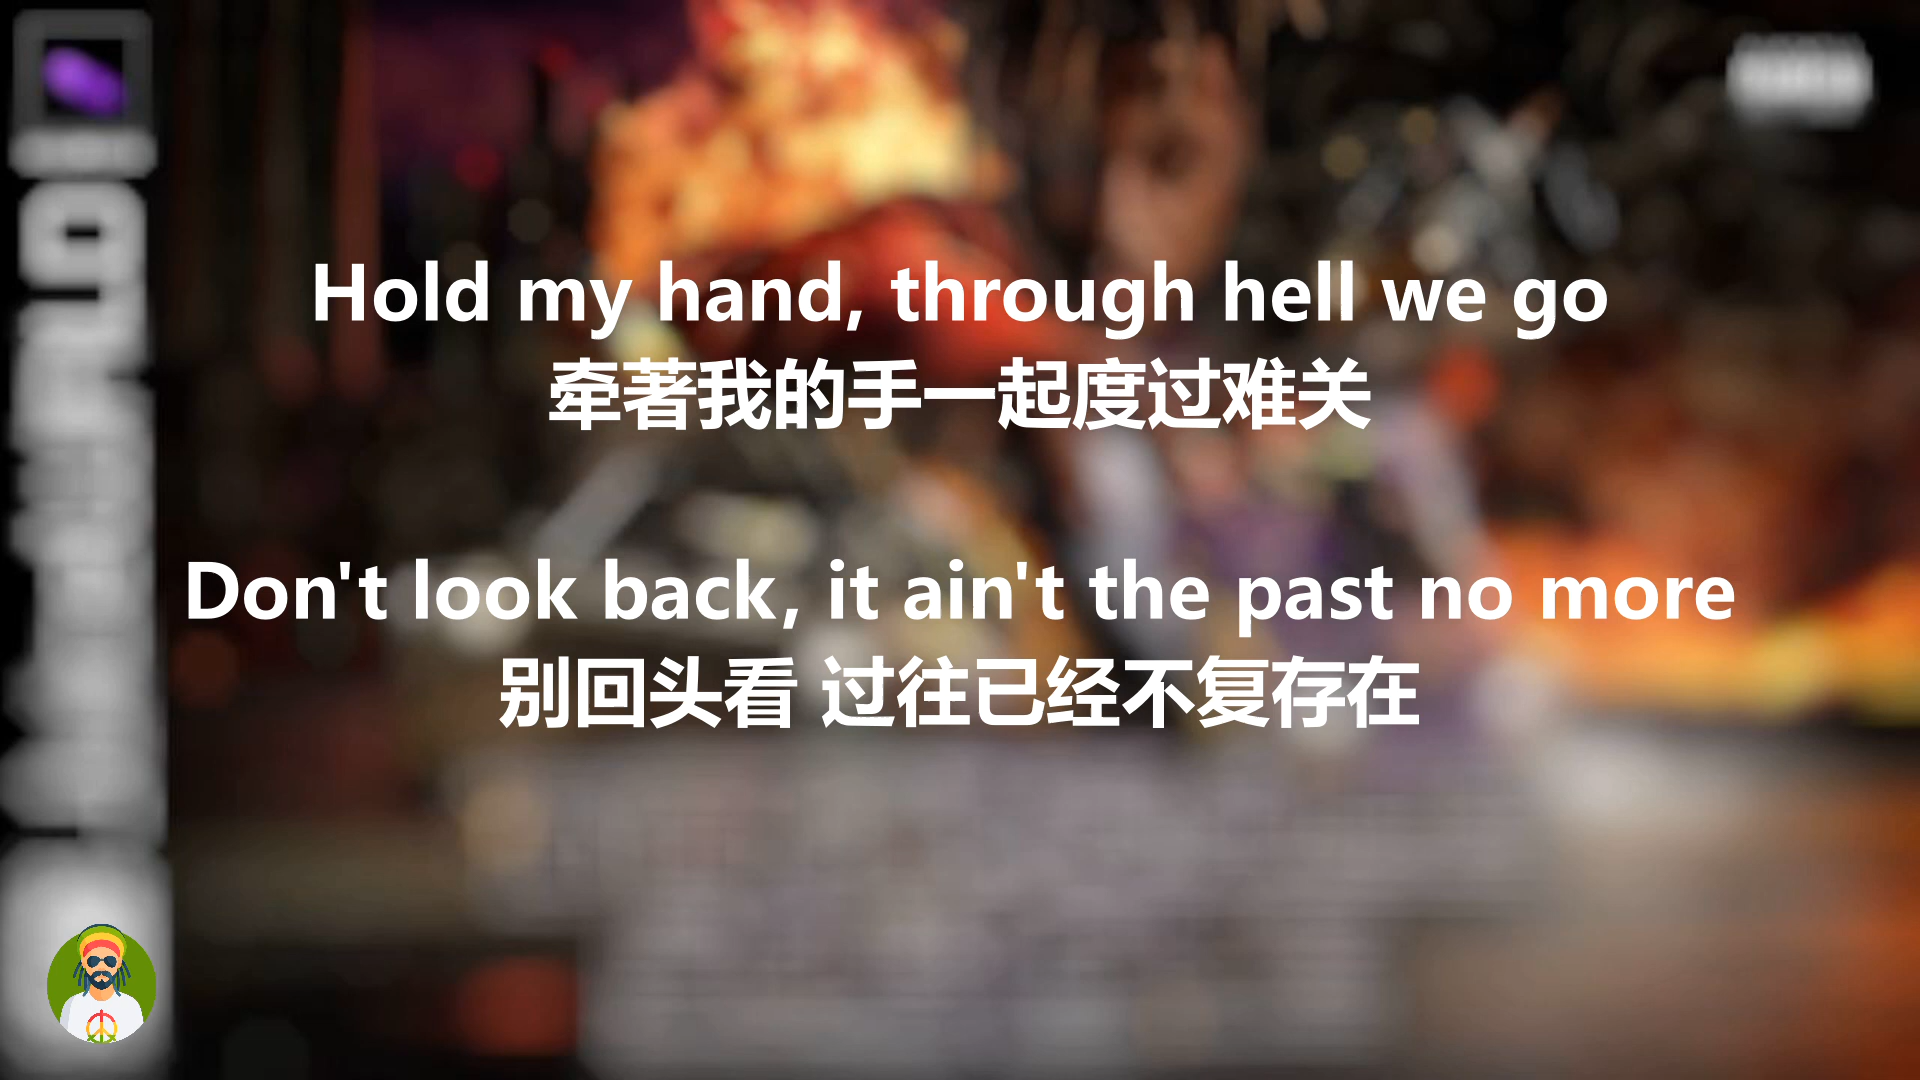 Hold my hand, through hell we go
牵著我的手一起度过难关
Don't look back, it ain't the past no more
别回头看 过往已经不复存在